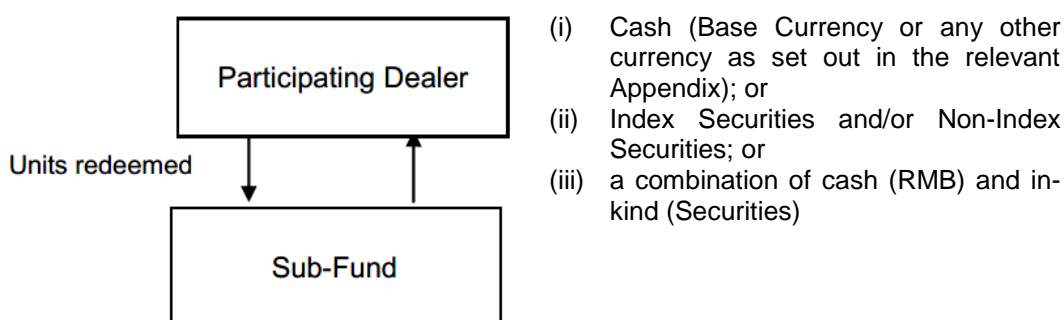 Participating Dealer
Units redeemed
Sub-Fund
(i) Cash (Base Currency or any other
currency as set out in the relevant
Appendix); or
(ii) Index Securities and/or Non-Index
Securities; or
(iii) a combination of cash (RMB) and in-
kind (Securities)